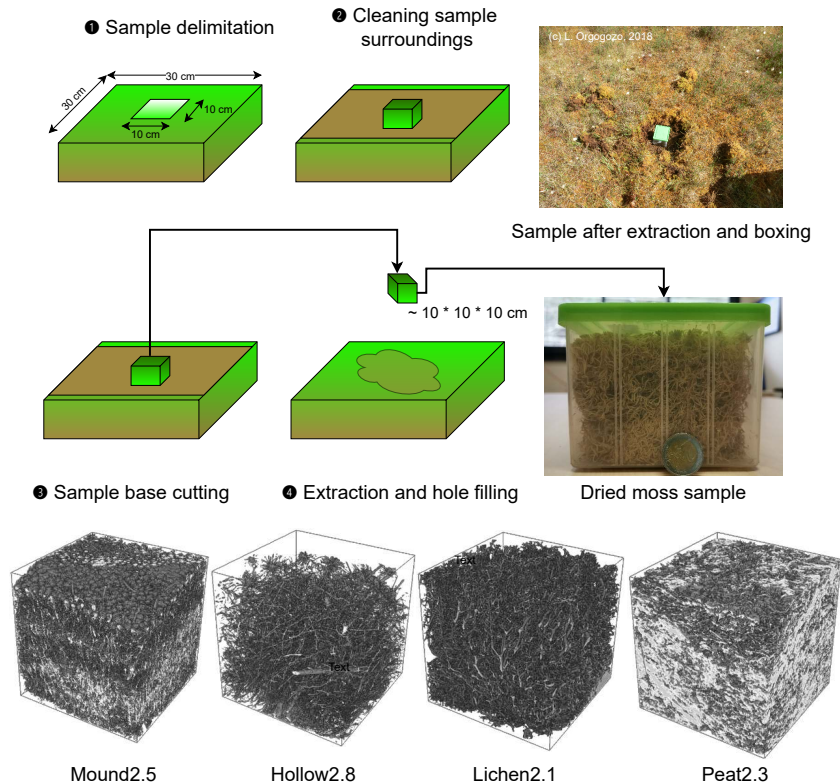 ❶ Sample delimitation
❷ Cleaning sample
surroundings
30 cm
30 cm
10 cm
10 cm
(c) L. Orgogozo, 2018
Sample after extraction and boxing
~ 10 * 10 * 10 cm
❸ Sample base cutting
❹ Extraction and hole filling
Dried moss sample
Text
Text
Mound2.5
Hollow2.8
Lichen2.1
Peat2.3